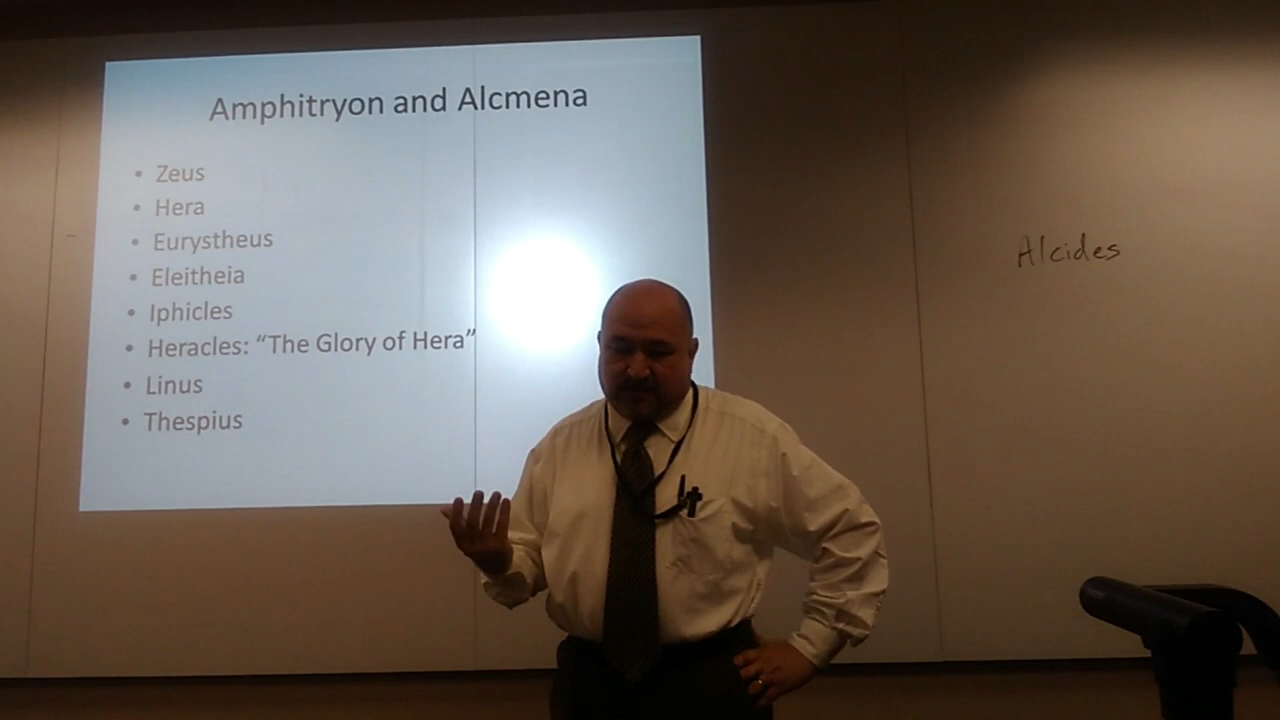 Amphitryon and Alcmena
• Zeus
• Hera
• Eurystheus
• Eleitheia
• Iphicles
• Heracles: “The Glory of Hera”
• Linus
• Thespius
Alcides